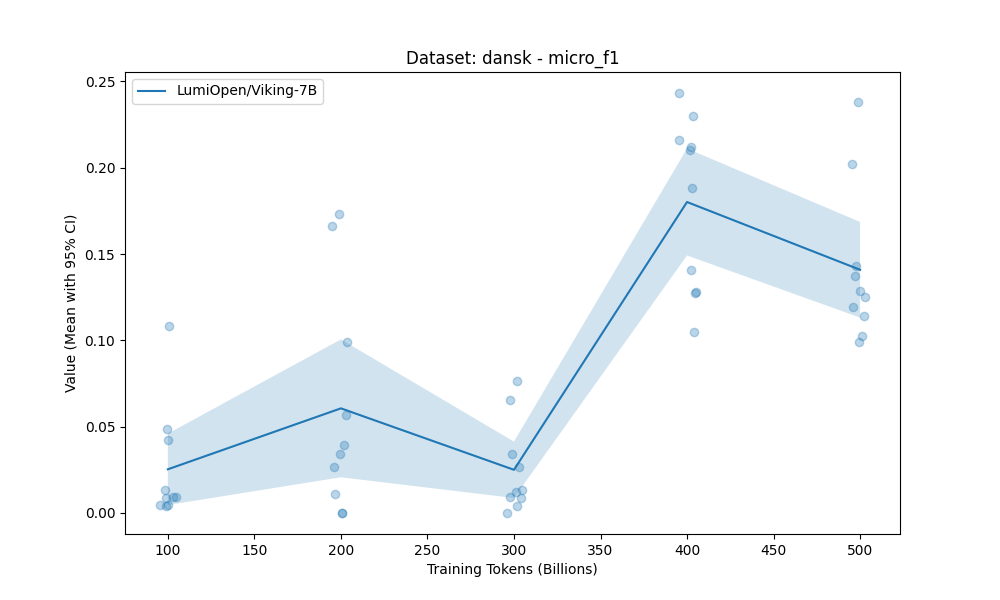 Dataset: dansk - micro_f1
LumiOpen/Viking-7B
Value (Mean with 95% CI)
0.25
0.20
0.15
0.10
0.05
0.00
100 150 200 250 300 350 400 450 500
Training Tokens (Billions)